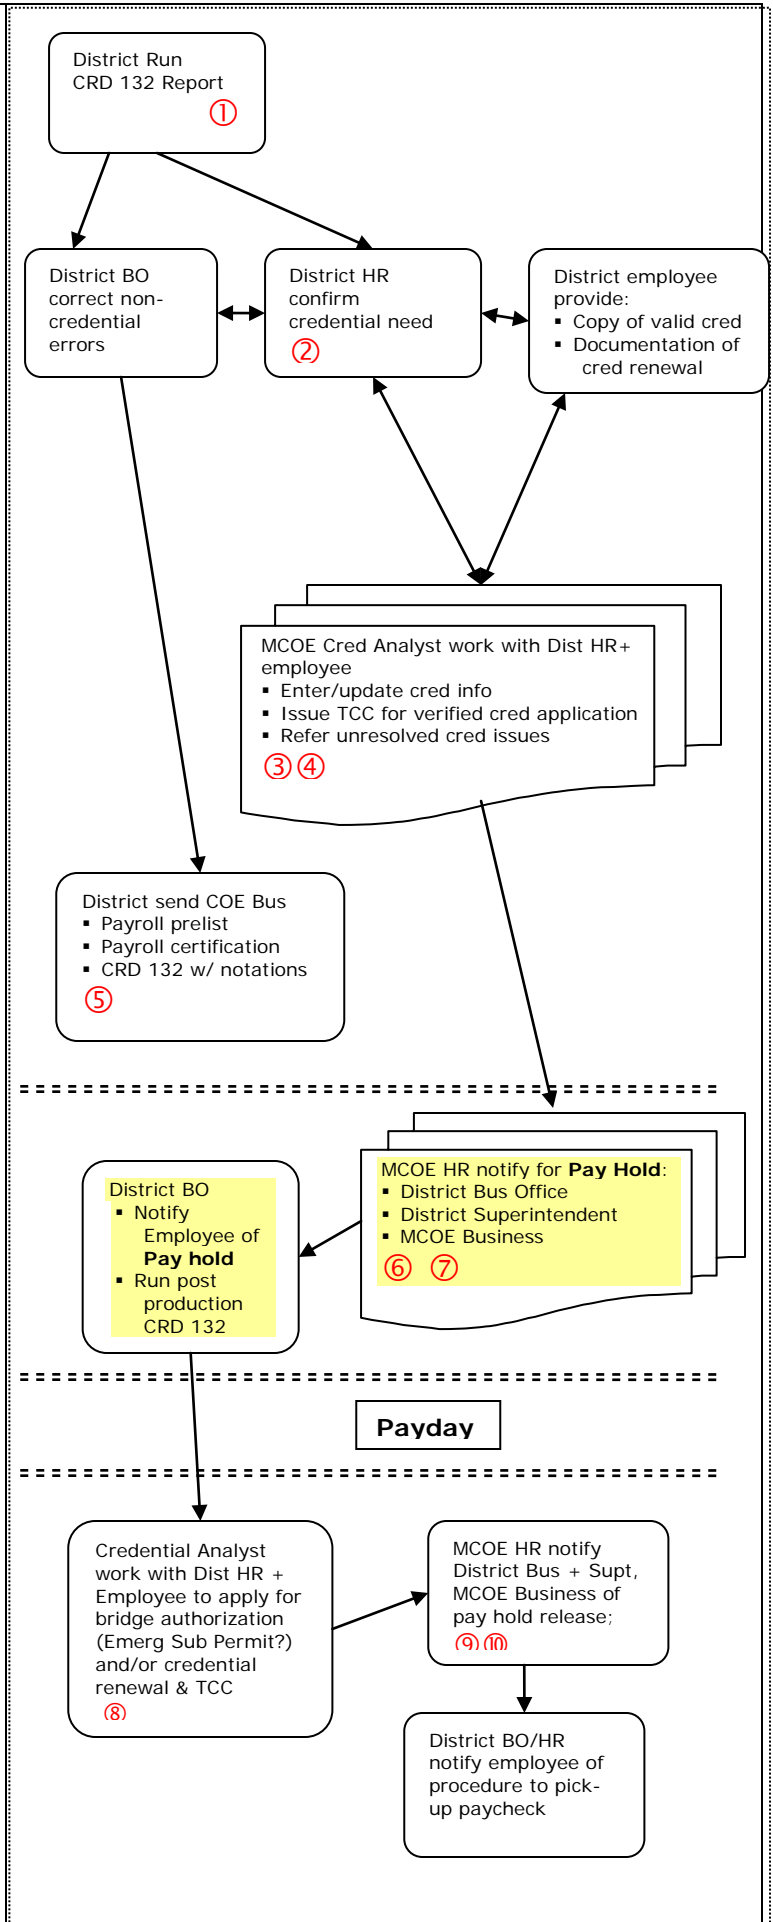 District Run
CRD 132 Report
①
District BO
correct non-
credential
errors
District HR
confirm
credential need
②
District employee
provide:
▪ Copy of valid cred
▪ Documentation of
cred renewal
MCOE Cred Analyst work with Dist HR+
employee
▪ Enter/update cred info
▪ Issue TCC for verified cred application
▪ Refer unresolved cred issues
③④
District send COE Bus
▪ Payroll prelist
▪ Payroll certification
▪ CRD 132 w/ notations
⑤
MCOE HR notify for Pay Hold:
▪ District Bus Office
▪ District Superintendent
▪ MCOE Business
⑥ ⑦
District BO
▪ Notify
Employee of
Pay hold
▪ Run post
production
CRD 132
Payday
Credential Analyst
work with Dist HR +
Employee to apply for
bridge authorization
(Emerg Sub Permit?)
and/or credential
renewal & TCC
⑧
MCOE HR notify
District Bus + Supt,
MCOE Business of
pay hold release;
⑨⑩
District BO/HR
notify employee of
procedure to pick-
up paycheck